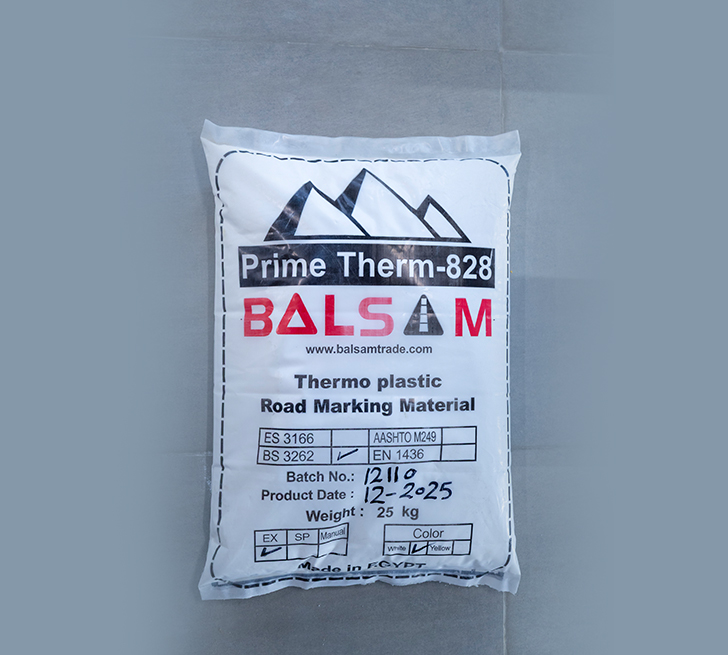 Prime Therm-828
BALSAM
www.balsamtrade.com
Thermo plastic
Road Marking Material
ES 3166 AASHTO M249
BS 3262 ✓ EN 1436
Batch No.: 12110
Product Date : 12-2025
Weight : 25 kg
EX SP Manual
✓
Color
White ✓ Yellow
Made in EGYPT